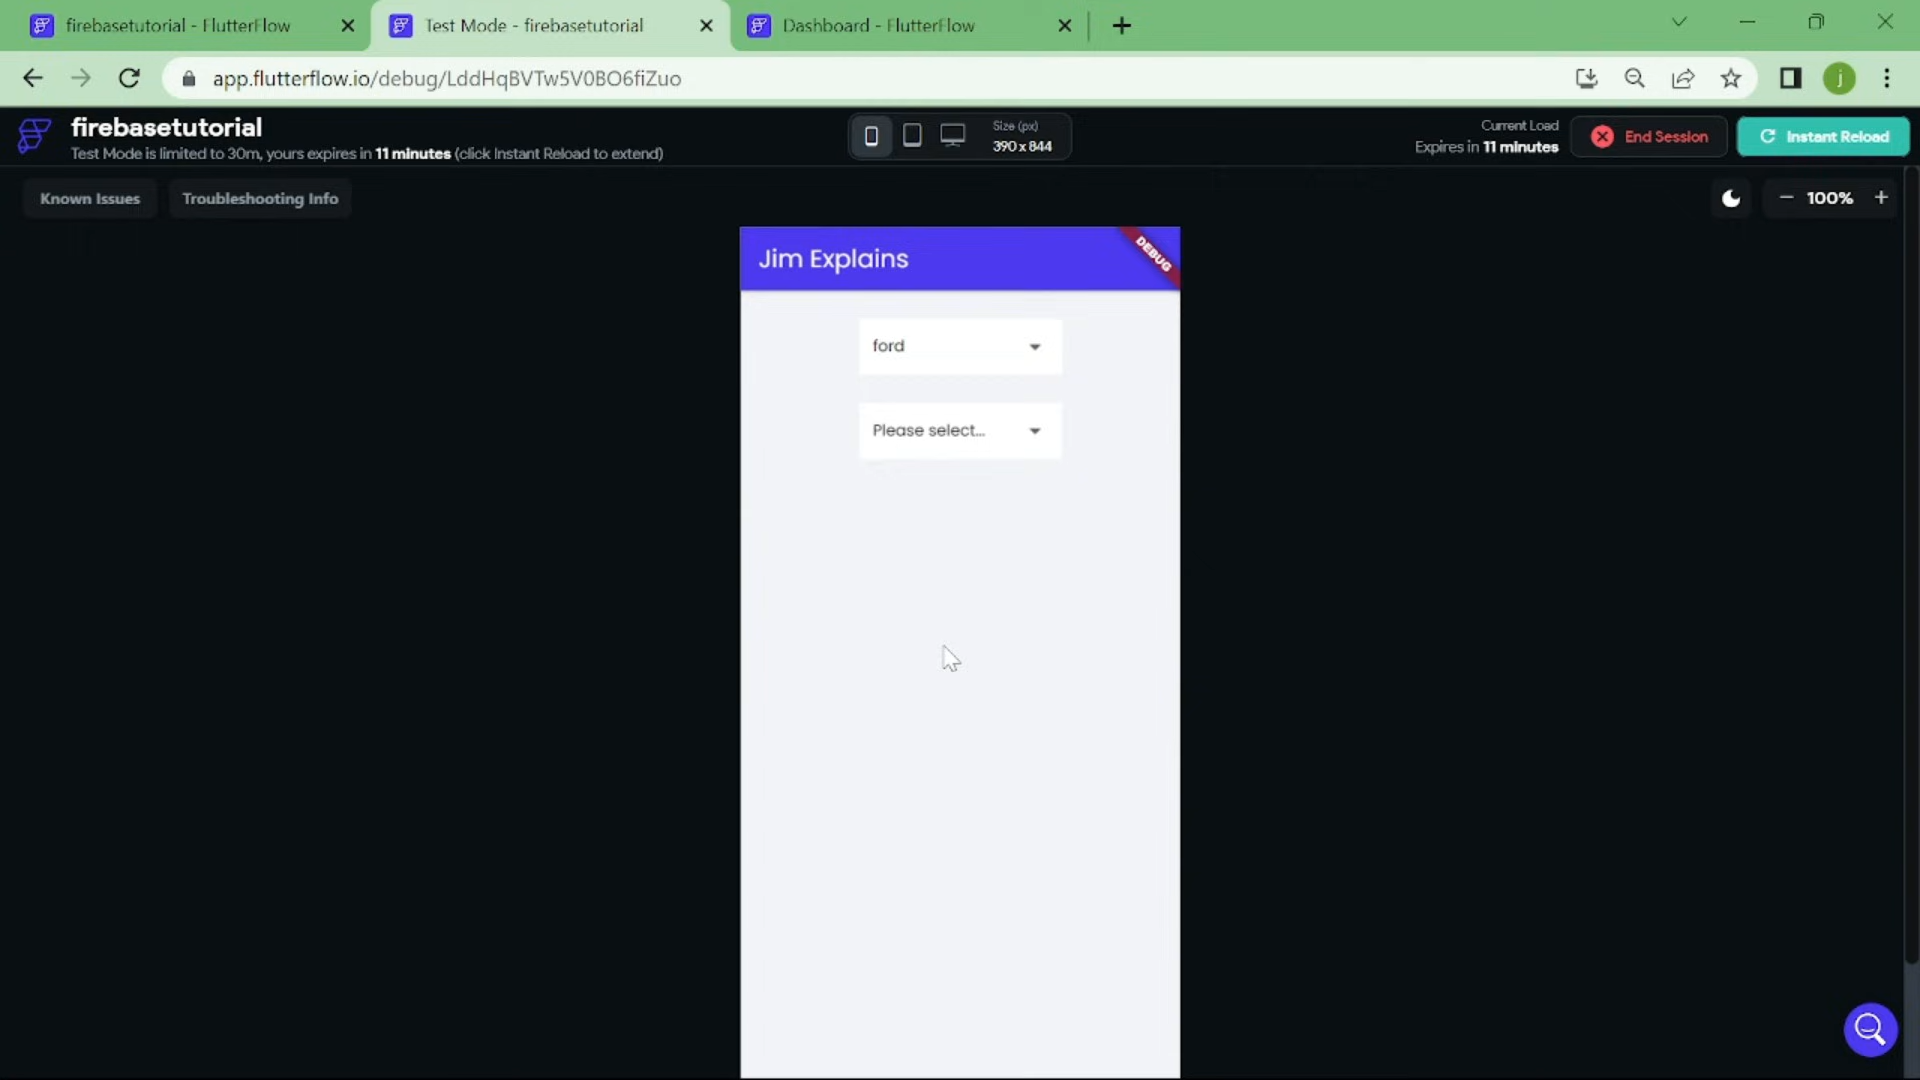 firebasetutorial - FlutterFlow
Test Mode - firebasetutorial
Dashboard - FlutterFlow
app.flutterflow.io/debug/LddHqBVTw5V0BO6fiZuo
j
firebasetutorial
Test Mode is limited to 30m, yours expires in 11 minutes (click Instant Reload to extend)
Size (px)
390 x 844
Current Load
Expires in 11 minutes
End Session
Instant Reload
Known Issues
Troubleshooting Info
100%
Jim Explains
DEBUG
ford
Please select...